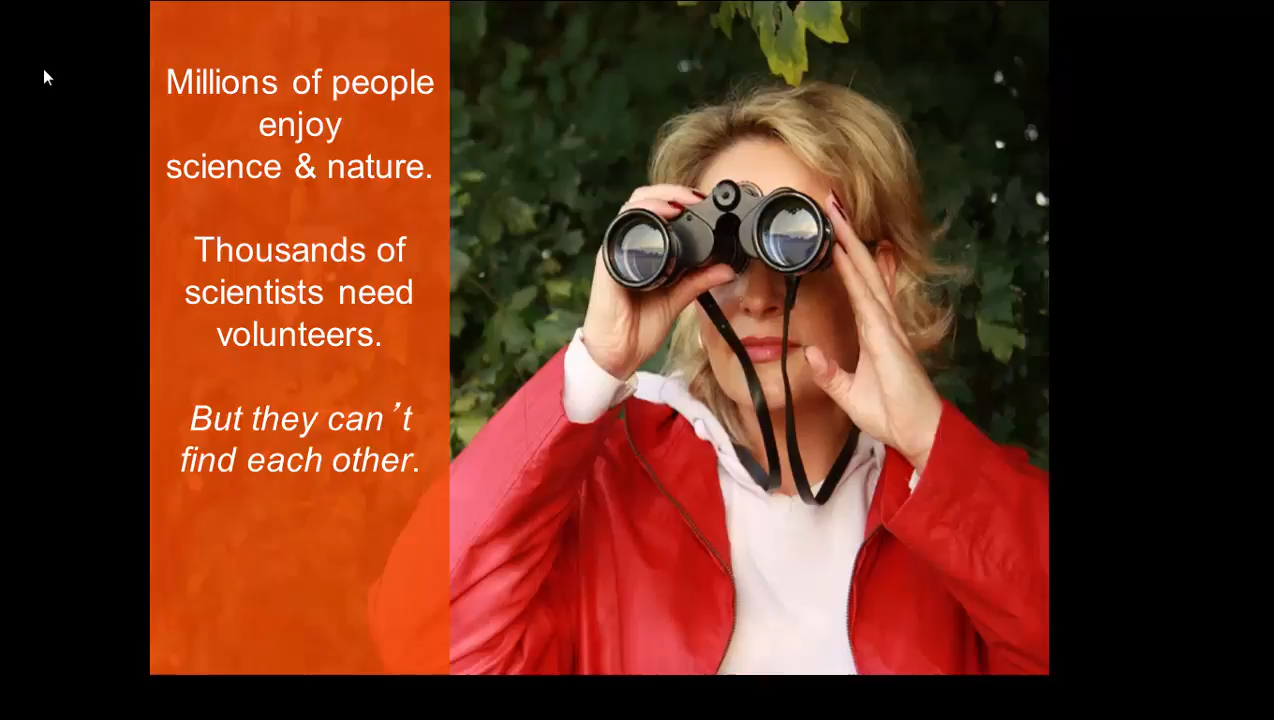 Millions of people
enjoy
science & nature.
Thousands of
scientists need
volunteers.
But they can’t
find each other.